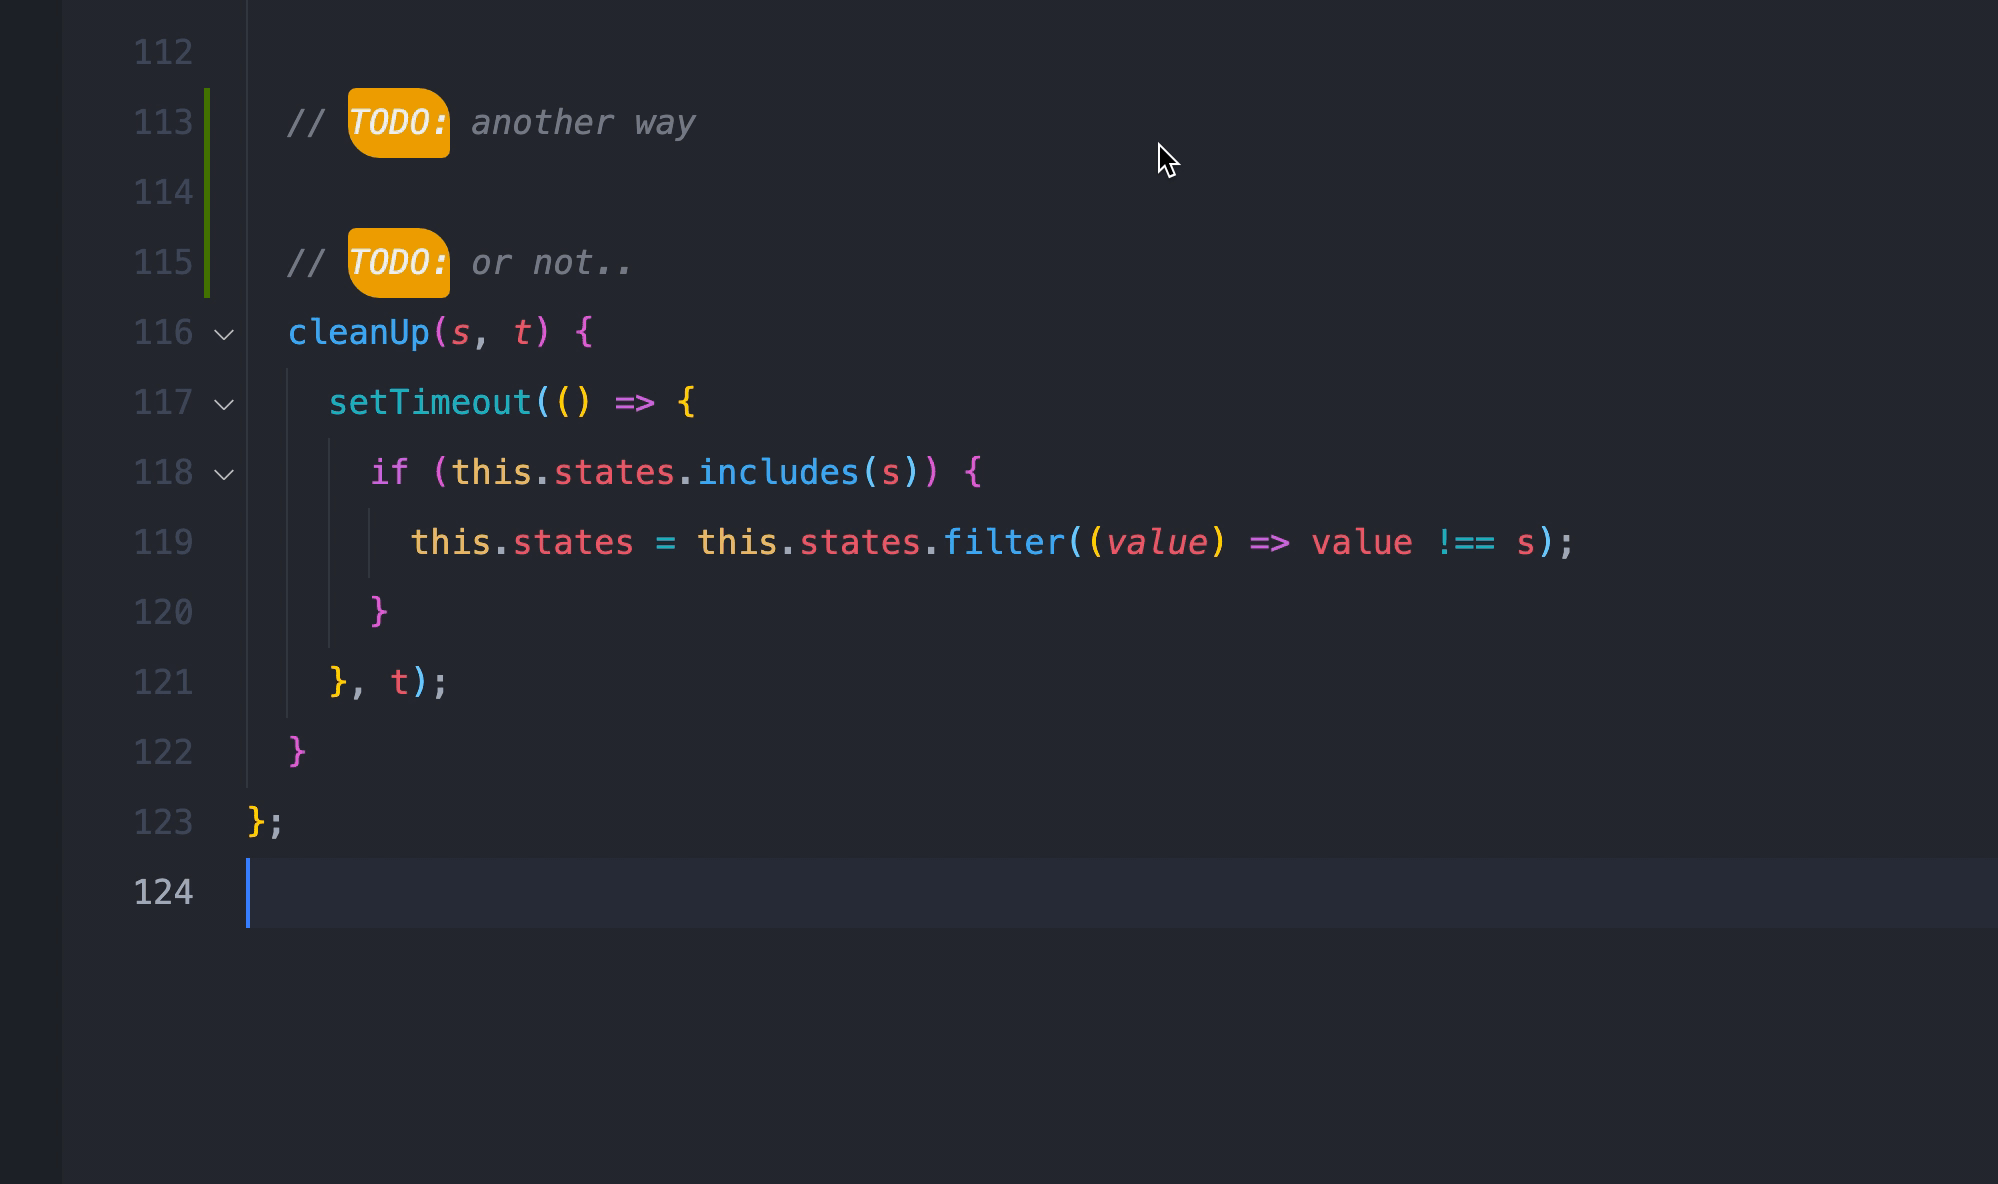 112
113 // TODO: another way
114
115 // TODO: or not..
116 cleanUp(s, t) {
117 setTimeout(() => {
118 if (this.states.includes(s)) {
119 this.states = this.states.filter((value) => value !== s);
120 }
121 }, t);
122 }
123 };
124